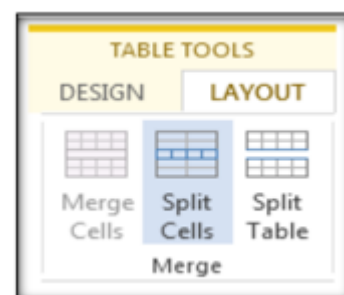 TABLE TOOLS
DESIGN LAYOUT
Merge Split Split
Cells Cells Table
Merge